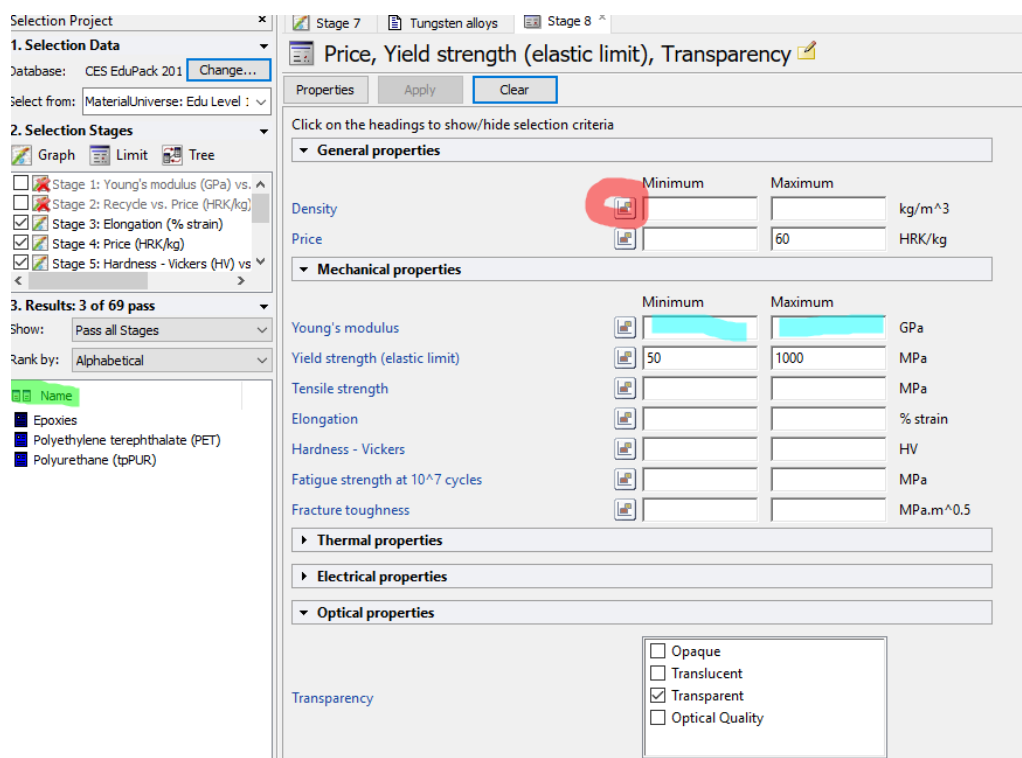 Selection Project ×
1. Selection Data
Database: CES EduPack 201 Change...
Select from: MaterialUniverse: Edu Level
2. Selection Stages
Graph Limit Tree
Stage 1: Young's modulus (GPa) vs.
Stage 2: Recycle vs. Price (HRK/kg)
Stage 3: Elongation (% strain)
Stage 4: Price (HRK/kg)
Stage 5: Hardness - Vickers (HV) vs
3. Results: 3 of 69 pass
Show: Pass all Stages
Rank by: Alphabetical
Name
Epoxies
Polyethylene terephthalate (PET)
Polyurethane (tpPUR)
Stage 7 Tungsten alloys Stage 8 ×
Price, Yield strength (elastic limit), Transparency
Properties Apply Clear
Click on the headings to show/hide selection criteria
General properties
Minimum Maximum
Density kg/m^3
Price 60 HRK/kg
Mechanical properties
Minimum Maximum
Young's modulus GPa
Yield strength (elastic limit) 50 1000 MPa
Tensile strength MPa
Elongation % strain
Hardness - Vickers HV
Fatigue strength at 10^7 cycles MPa
Fracture toughness MPa.m^0.5
Thermal properties
Electrical properties
Optical properties
Transparency
Opaque
Translucent
Transparent
Optical Quality